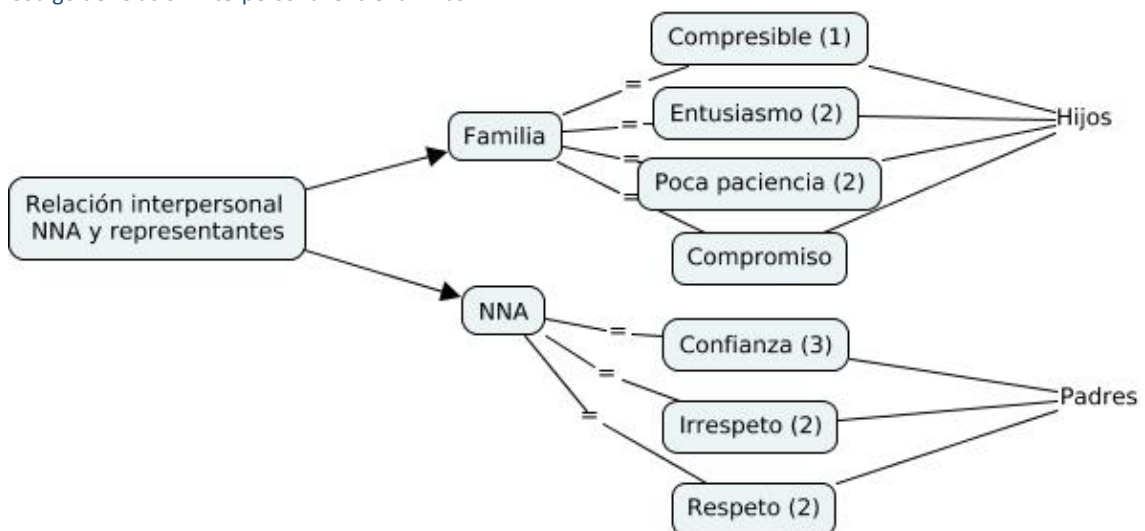 Compresible (1)
=
Entusiasmo (2)
=
Hijos
Familia
=
Poca paciencia (2)
=
Relación interpersonal
NNA y representantes
Compromiso
NNA
=
Confianza (3)
=
Padres
=
Irrespeto (2)
Respeto (2)